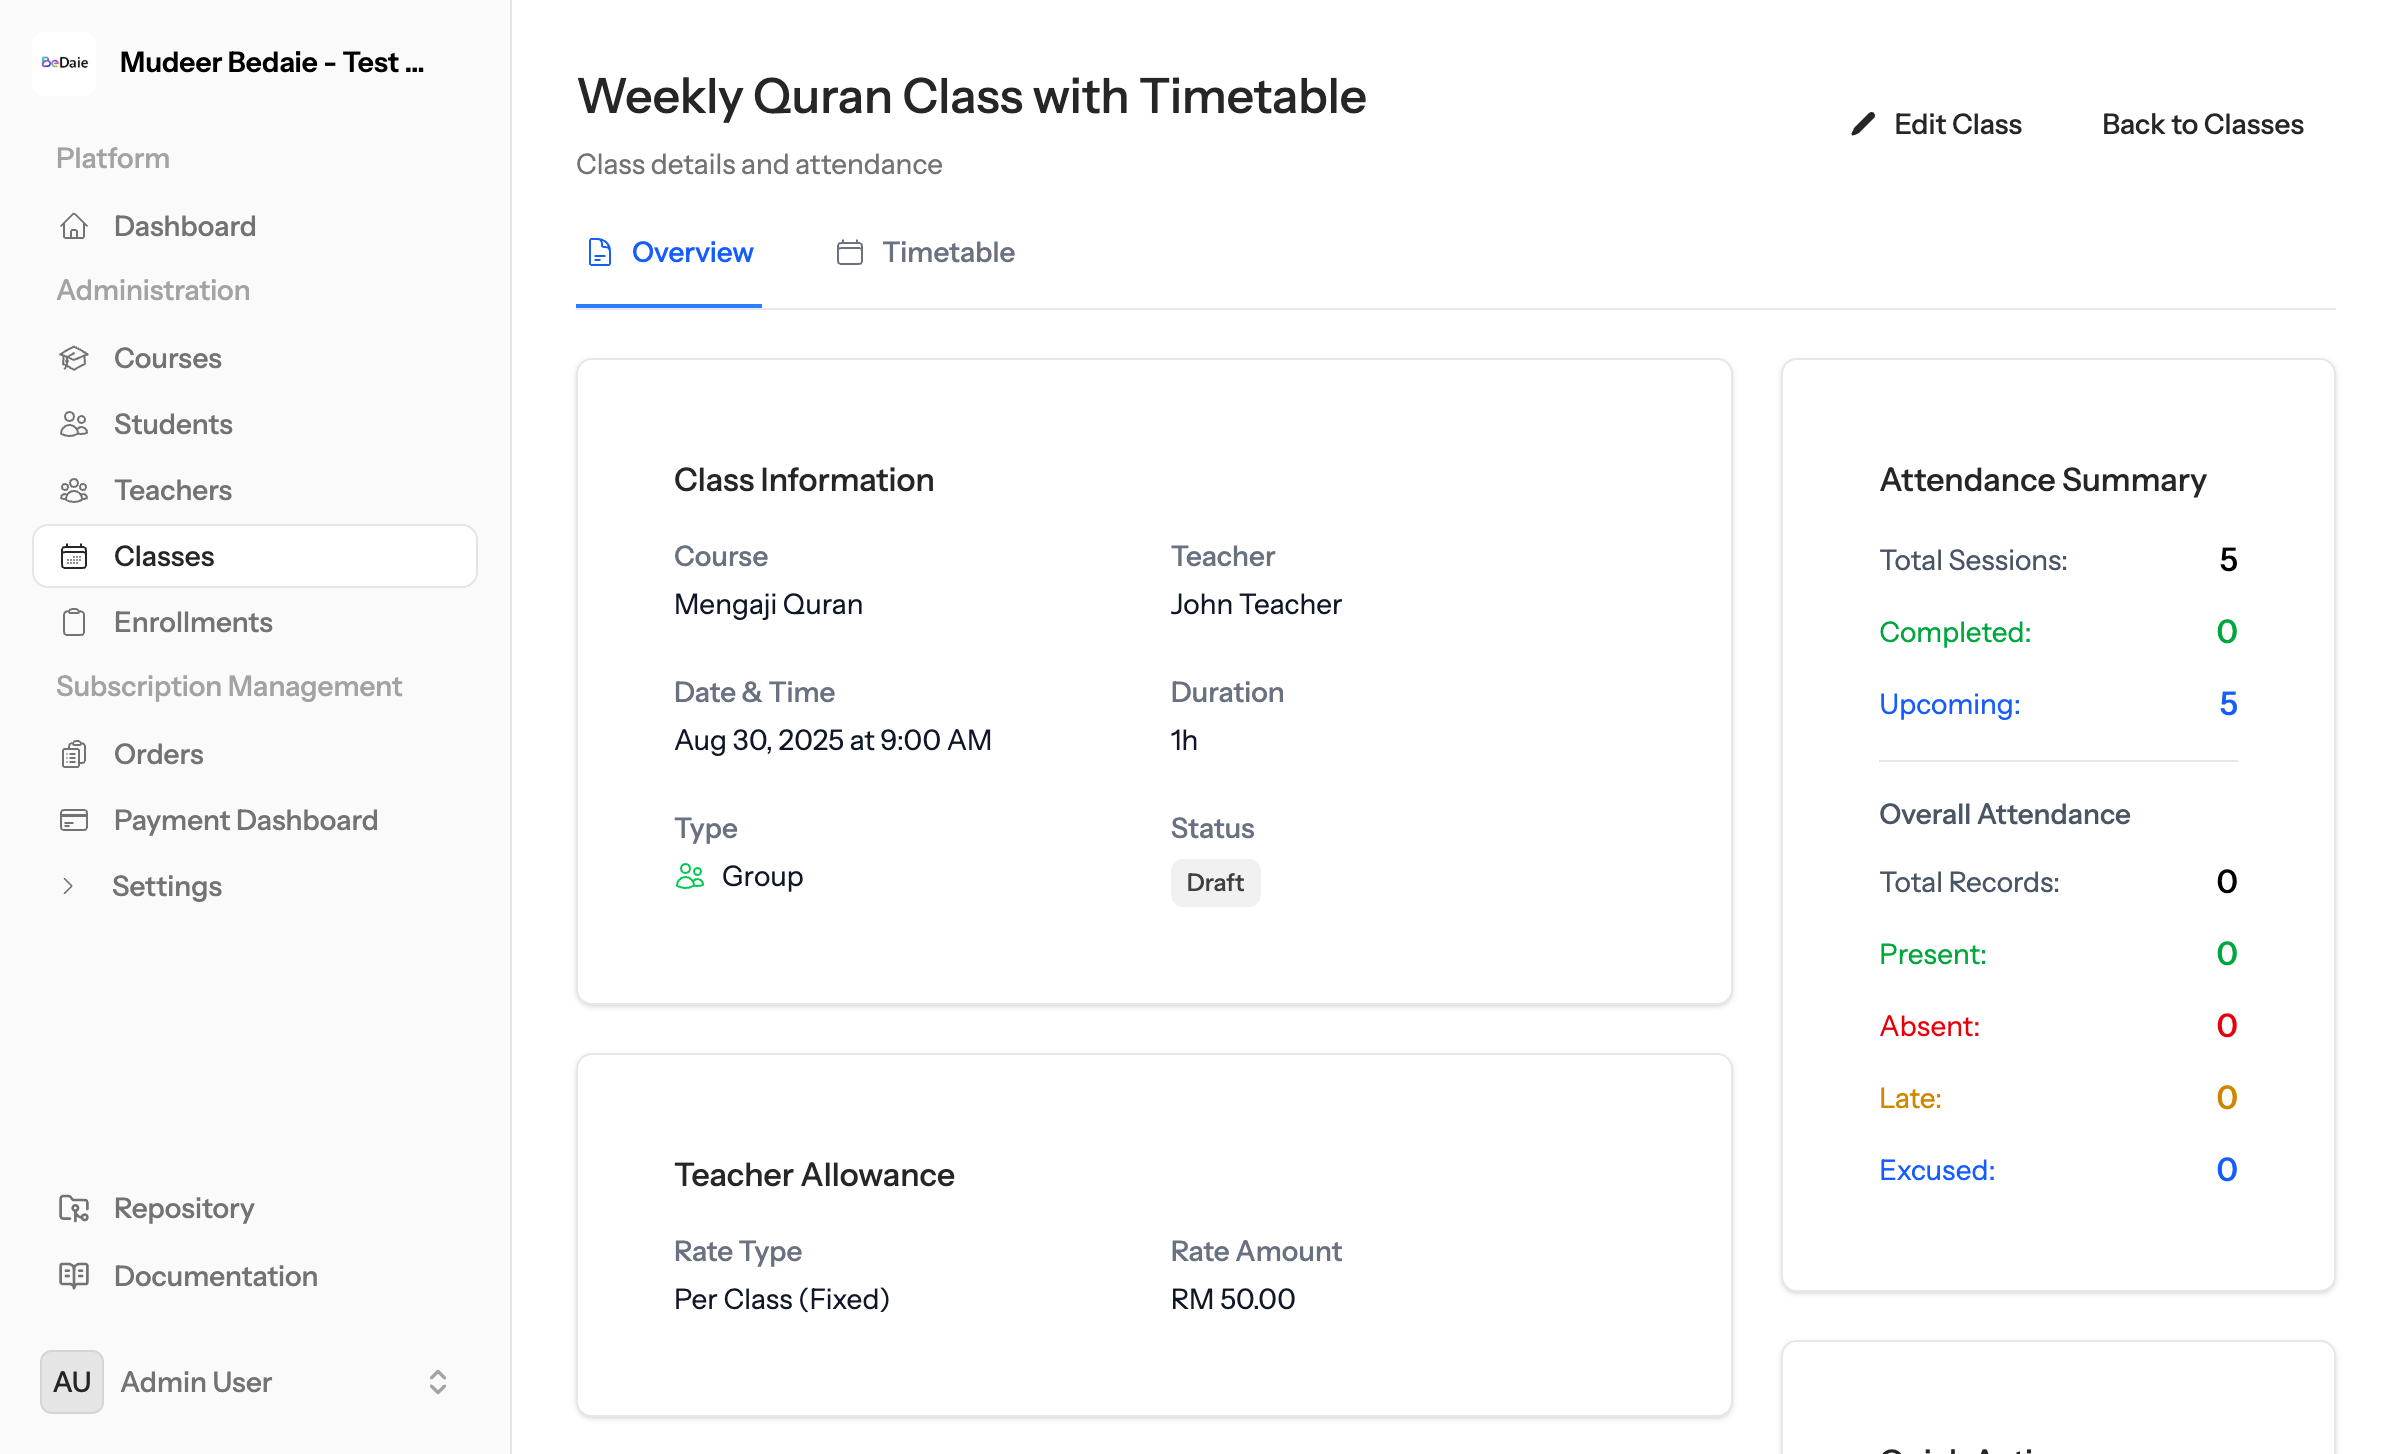 BeDaie
Mudeer Bedaie - Test ...
Platform
Dashboard
Administration
Courses
Students
Teachers
Classes
Enrollments
Subscription Management
Orders
Payment Dashboard
Settings
Repository
Documentation
AU
Admin User
Weekly Quran Class with Timetable
Class details and attendance
Edit Class
Back to Classes
Overview
Timetable
Class Information
Course
Mengaji Quran
Teacher
John Teacher
Date & Time
Aug 30, 2025 at 9:00 AM
Duration
1h
Type
Group
Status
Draft
Teacher Allowance
Rate Type
Per Class (Fixed)
Rate Amount
RM 50.00
Attendance Summary
Total Sessions: 5
Completed: 0
Upcoming: 5
Overall Attendance
Total Records: 0
Present: 0
Absent: 0
Late: 0
Excused: 0